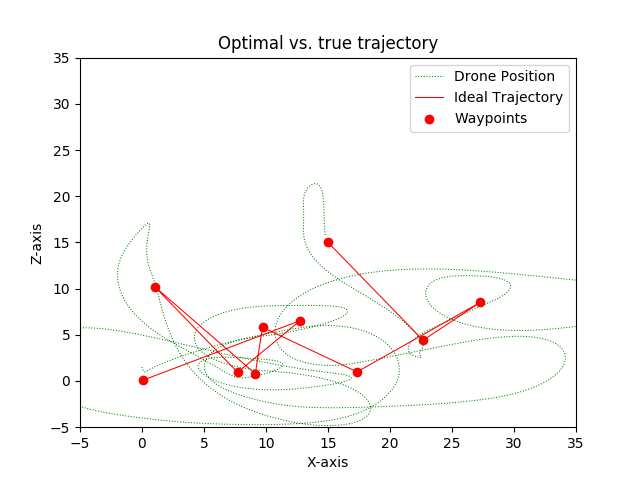 Optimal vs. true trajectory
Drone Position
Ideal Trajectory
Waypoints
Z-axis
35
30
25
20
15
10
5
0
−5
−5 0 5 10 15 20 25 30 35
X-axis